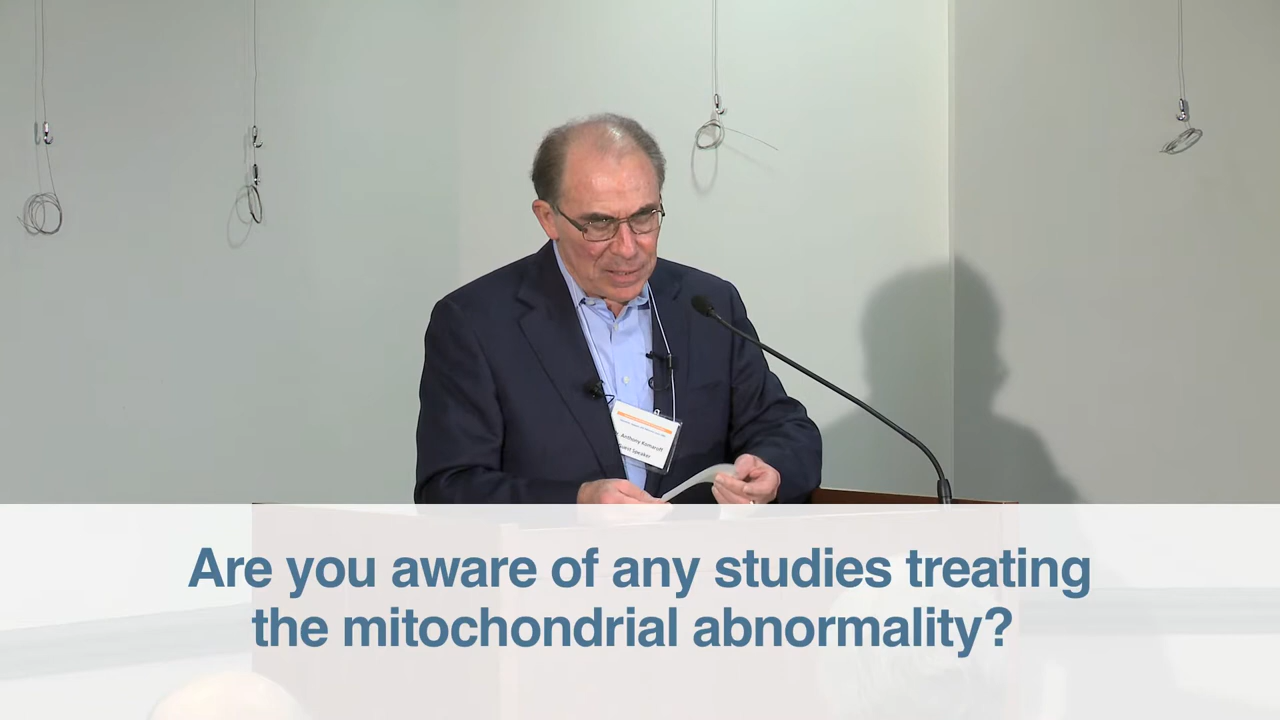 Anthony Komaroff
Guest Speaker
Are you aware of any studies treating
the mitochondrial abnormality?